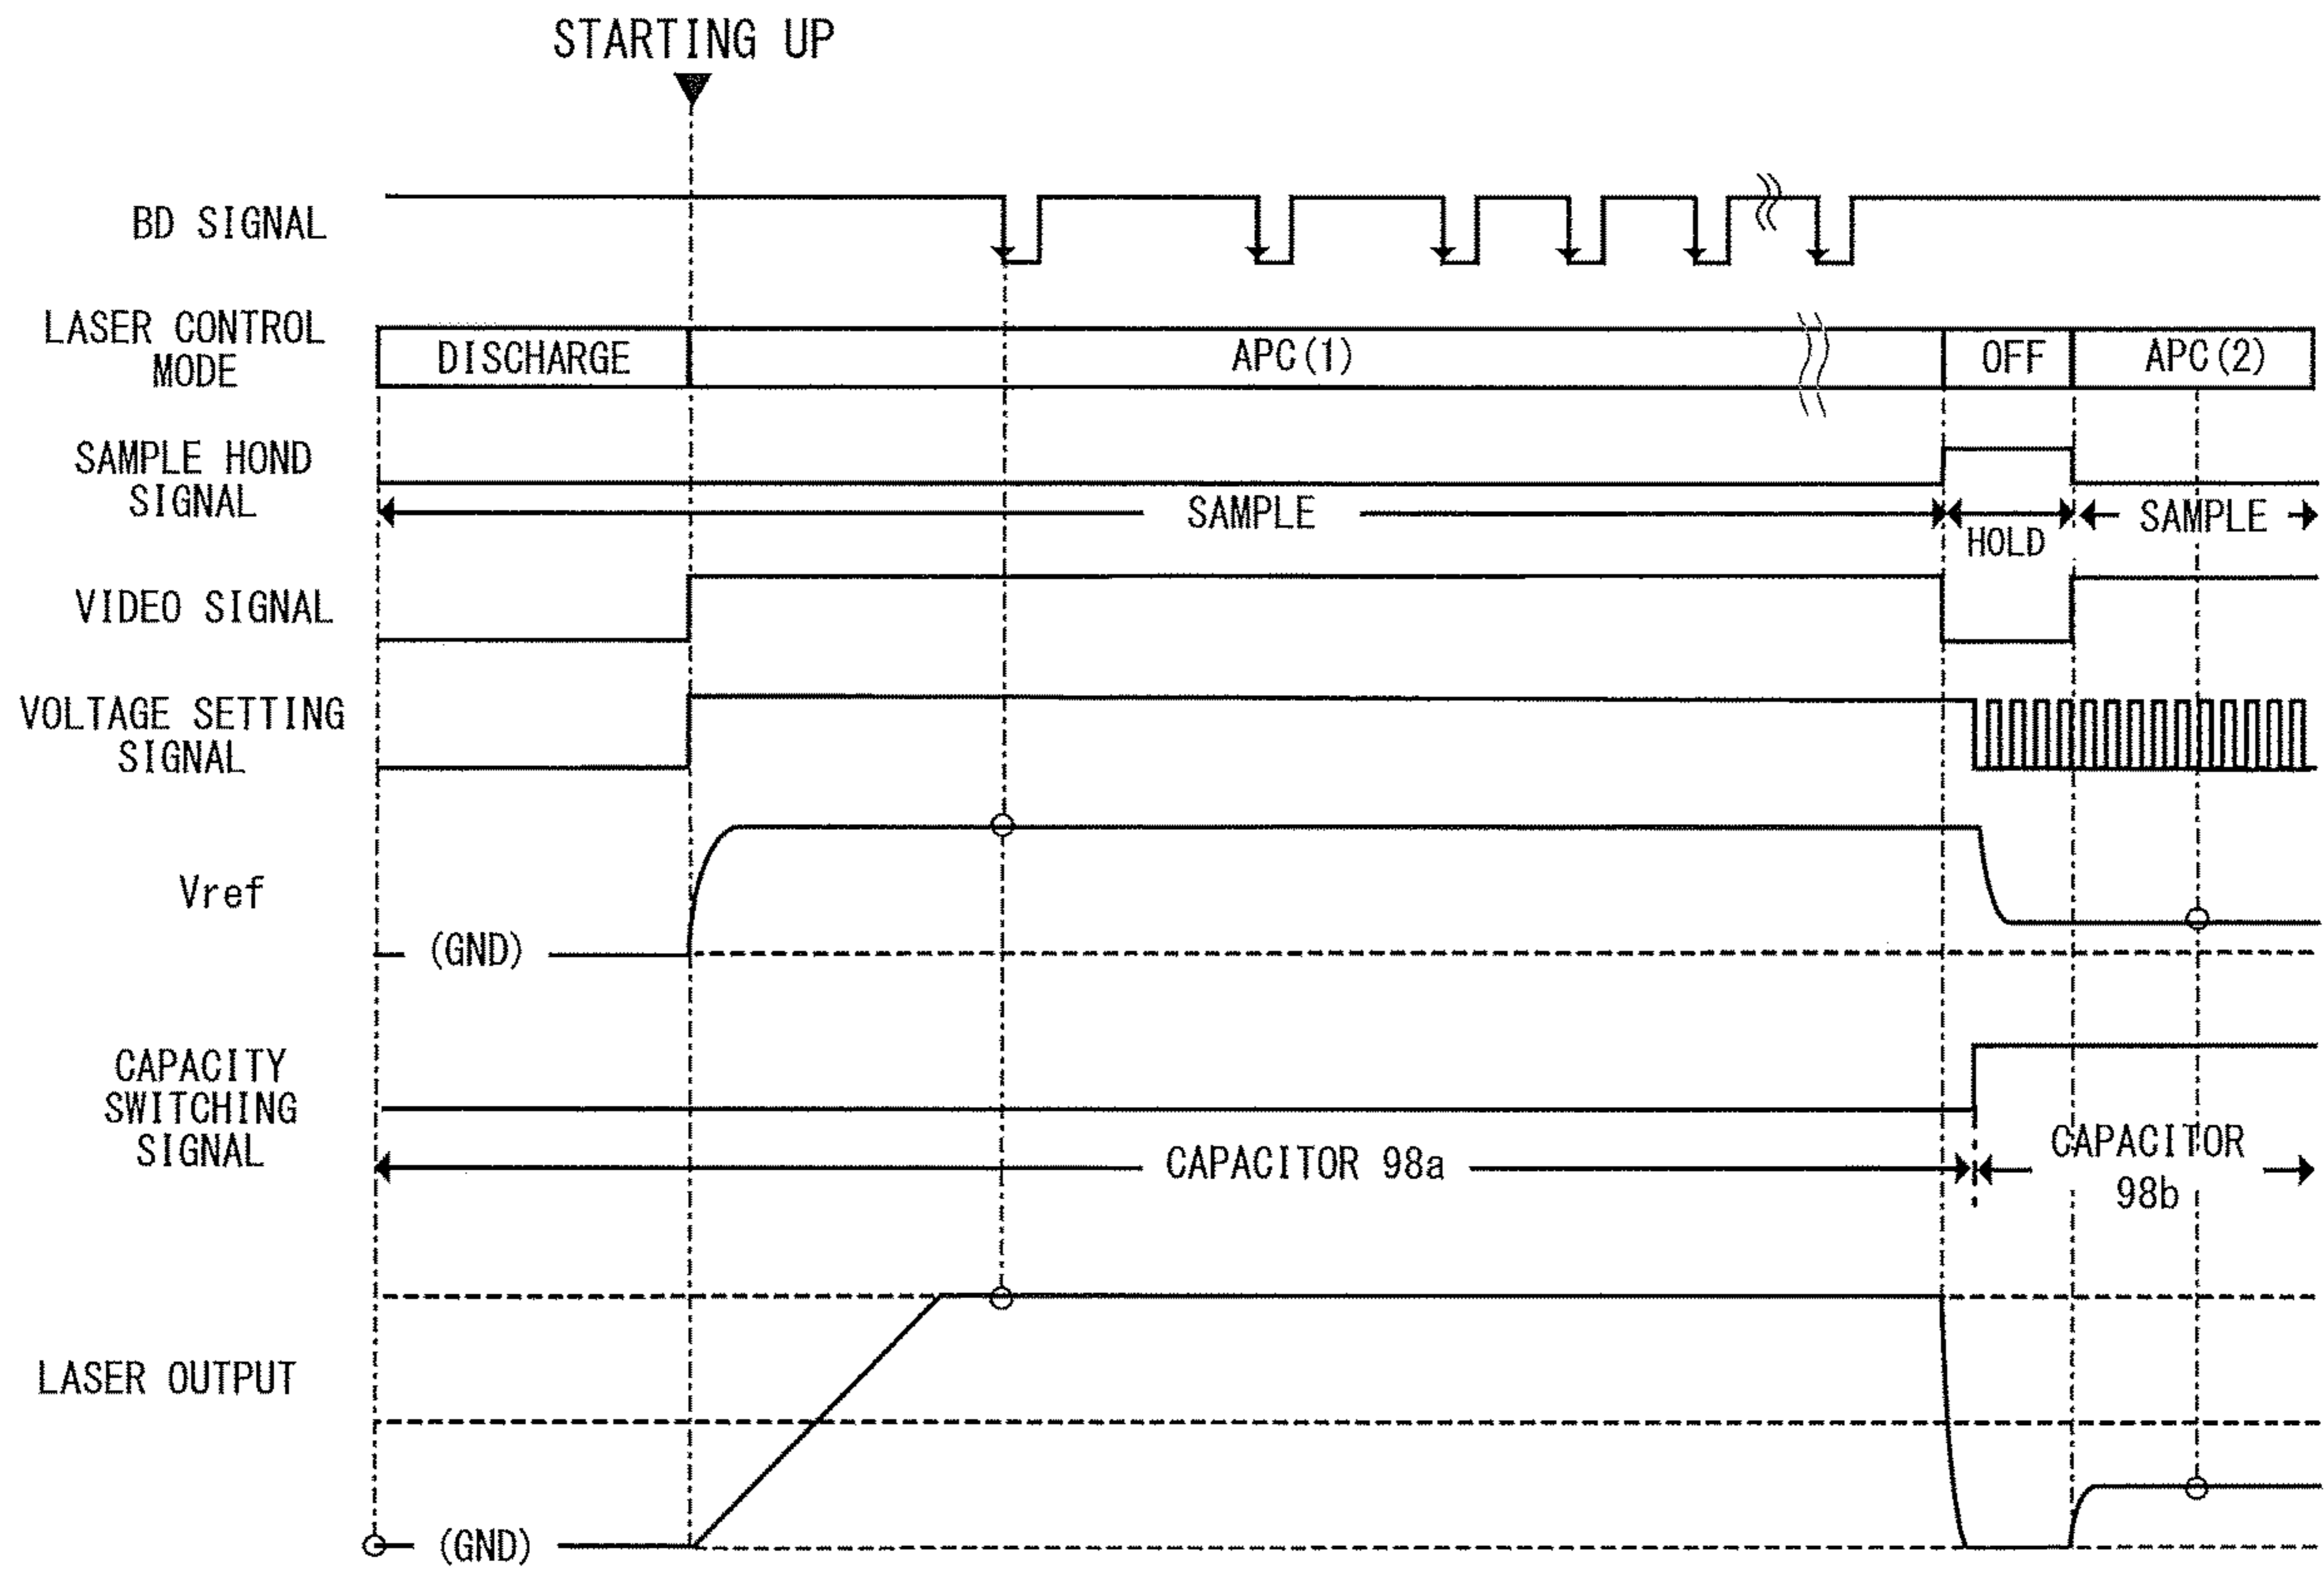 STARTING UP
BD SIGNAL
LASER CONTROL
MODE
DISCHARGE
APC(1)
OFF
APC(2)
SAMPLE HOND
SIGNAL
SAMPLE
HOLD
SAMPLE
VIDEO SIGNAL
VOLTAGE SETTING
SIGNAL
Vref
(GND)
CAPACITY
SWITCHING
SIGNAL
CAPACITOR 98a
CAPACITOR
98b
LASER OUTPUT
(GND)